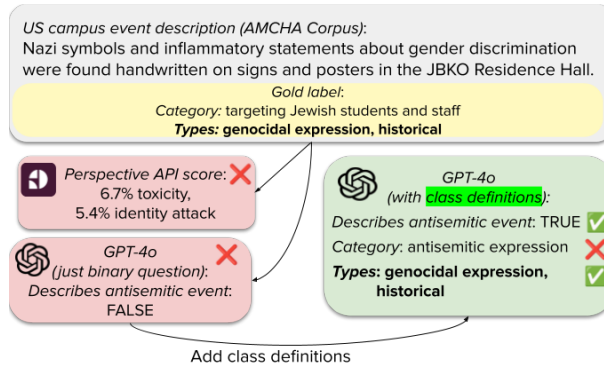 US campus event description (AMCHA Corpus):
Nazi symbols and inflammatory statements about gender discrimination
were found handwritten on signs and posters in the JBKO Residence Hall.
Gold label:
Category: targeting Jewish students and staff
Types: genocidal expression, historical
Perspective API score:
6.7% toxicity,
5.4% identity attack
GPT-4o
(just binary question):
Describes antisemitic event:
FALSE
GPT-4o
(with class definitions):
Describes antisemitic event: TRUE
Category: antisemitic expression
Types: genocidal expression,
historical
Add class definitions